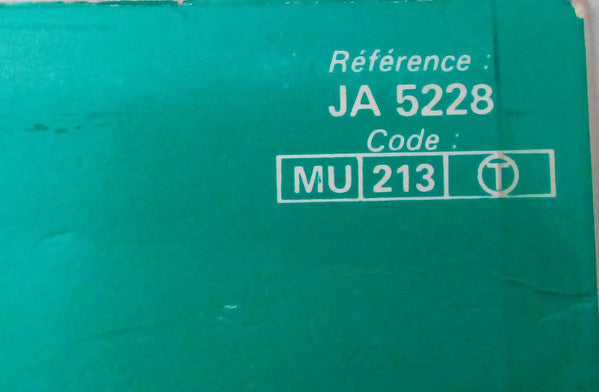 Référence :
JA 5228
Code :
MU 213 T